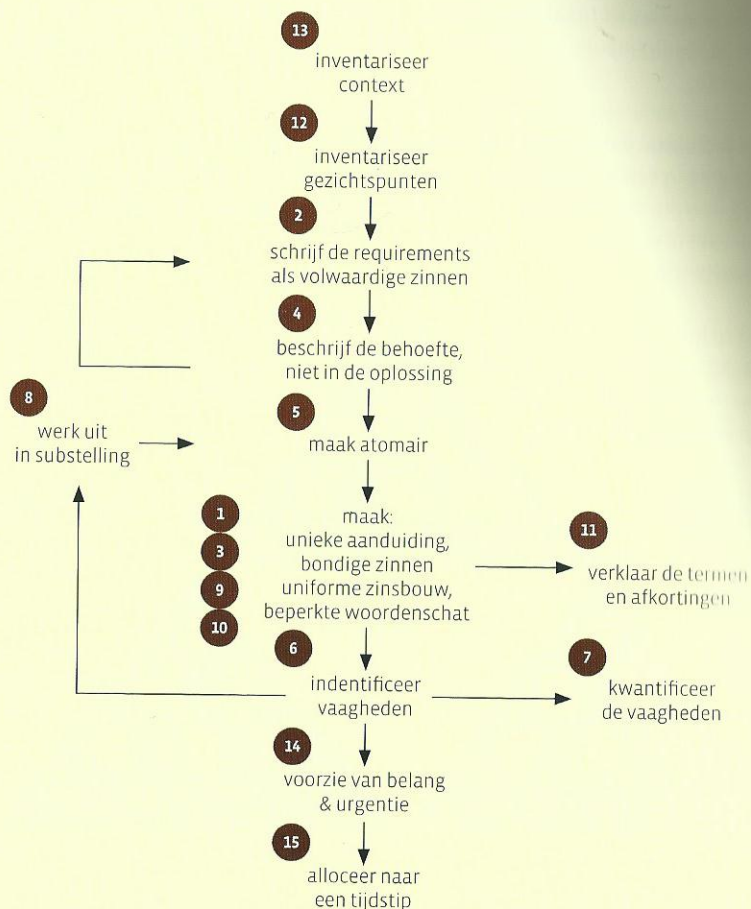 13
inventariseer
context
12
inventariseer
gezichtspunten
2
schrijf de requirements
als volwaardige zinnen
4
beschrijf de behoefte,
niet in de oplossing
8
werk uit
in substelling
5
maak atomair
1
3
9
10
maak:
unieke aanduiding,
bondige zinnen
uniforme zinsbouw,
beperkte woordenschat
11
verklaar de termen
en afkortingen
6
indentificeer
vaagheden
7
kwantificeer
de vaagheden
14
voorzie van belang
& urgentie
15
alloceer naar
een tijdstip